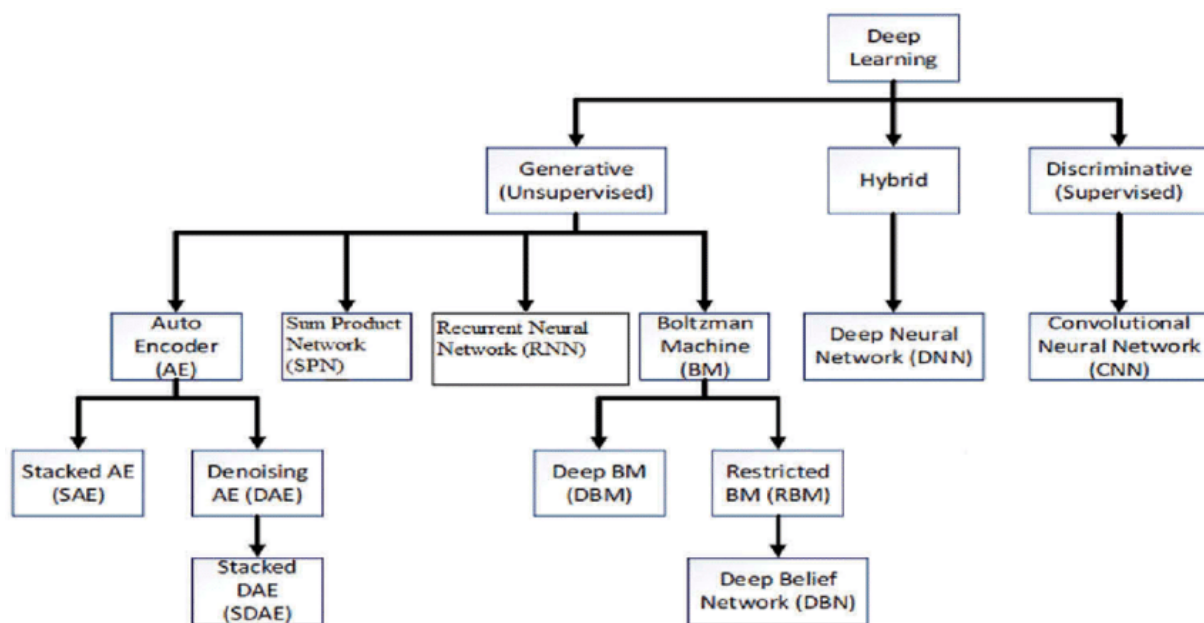 Deep
Learning
Generative
(Unsupervised)
Hybrid
Discriminative
(Supervised)
Auto
Encoder
(AE)
Sum Product
Network
(SPN)
Recurrent Neural
Network (RNN)
Boltzman
Machine
(BM)
Deep Neural
Network (DNN)
Convolutional
Neural Network
(CNN)
Stacked AE
(SAE)
Denoising
AE (DAE)
Deep BM
(DBM)
Restricted
BM (RBM)
Stacked
DAE
(SDAE)
Deep Belief
Network (DBN)